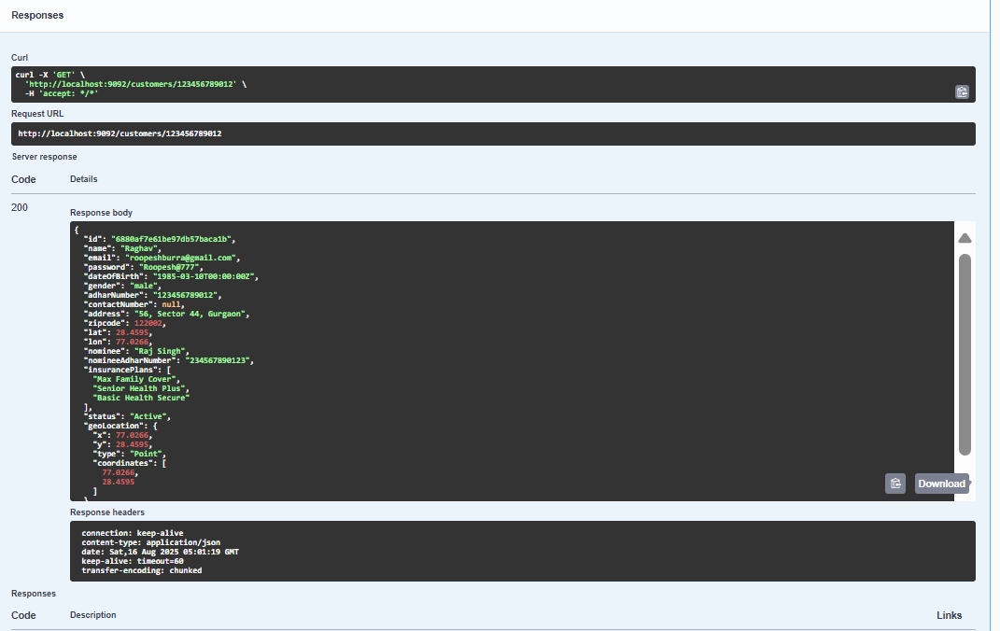 Responses
Curl
curl -X 'GET' \
'http://localhost:9092/customers/123456789012' \
-H 'accept: */*'
Request URL
http://localhost:9092/customers/123456789012
Server response
Code Details
200
Response body
{
"id": "6880af7e61be97db57baca1b",
"name": "Raghav",
"email": "roopeshburra@gmail.com",
"password": "Roopesh@777",
"dateOfBirth": "1985-03-10T00:00:00Z",
"gender": "male",
"adharNumber": "123456789012",
"contactNumber": null,
"address": "56, Sector 44, Gurgaon",
"zipcode": 122002,
"lat": 28.4595,
"lon": 77.0266,
"nominee": "Raj Singh",
"nomineeAdharNumber": "234567890123",
"insurancePlans": [
"Max Family Cover",
"Senior Health Plus",
"Basic Health Secure"
],
"status": "Active",
"geoLocation": {
"x": 77.0266,
"y": 28.4595,
"type": "Point",
"coordinates": [
77.0266,
28.4595
]
}
Download
Response headers
connection: keep-alive
content-type: application/json
date: Sat,16 Aug 2025 05:01:19 GMT
keep-alive: timeout=60
transfer-encoding: chunked
Responses
Code Description Links